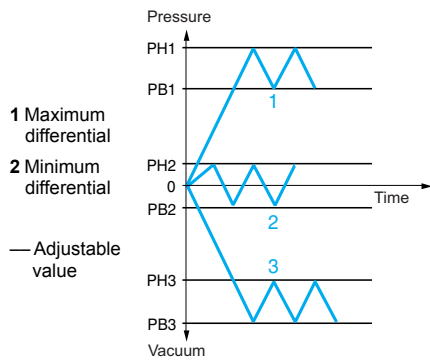 Pressure
PH1
PB1
1
1 Maximum
differential
PH2
2 Minimum
differential
0
Time
PB2
2
— Adjustable
value
3
PH3
PB3
Vacuum